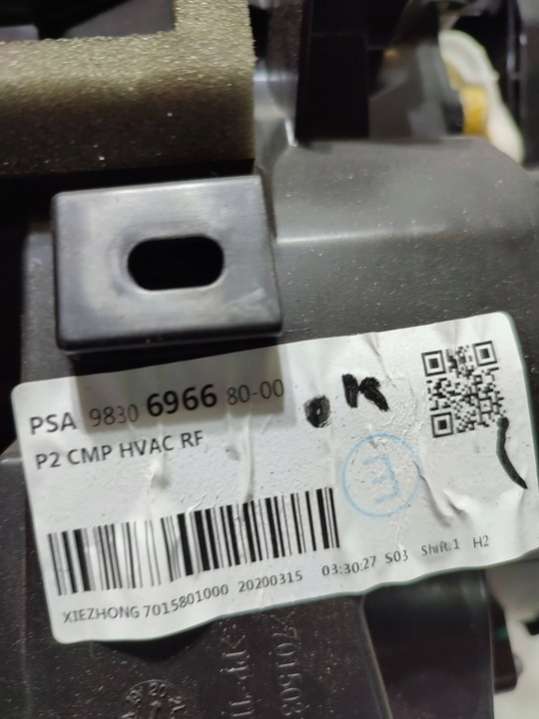 PSA 9830 6966 80-00
P2 CMP HVAC RF
OK
E
XIEZHONG 7015801000 20200315 03:30:27 S03 Shift:1 H2